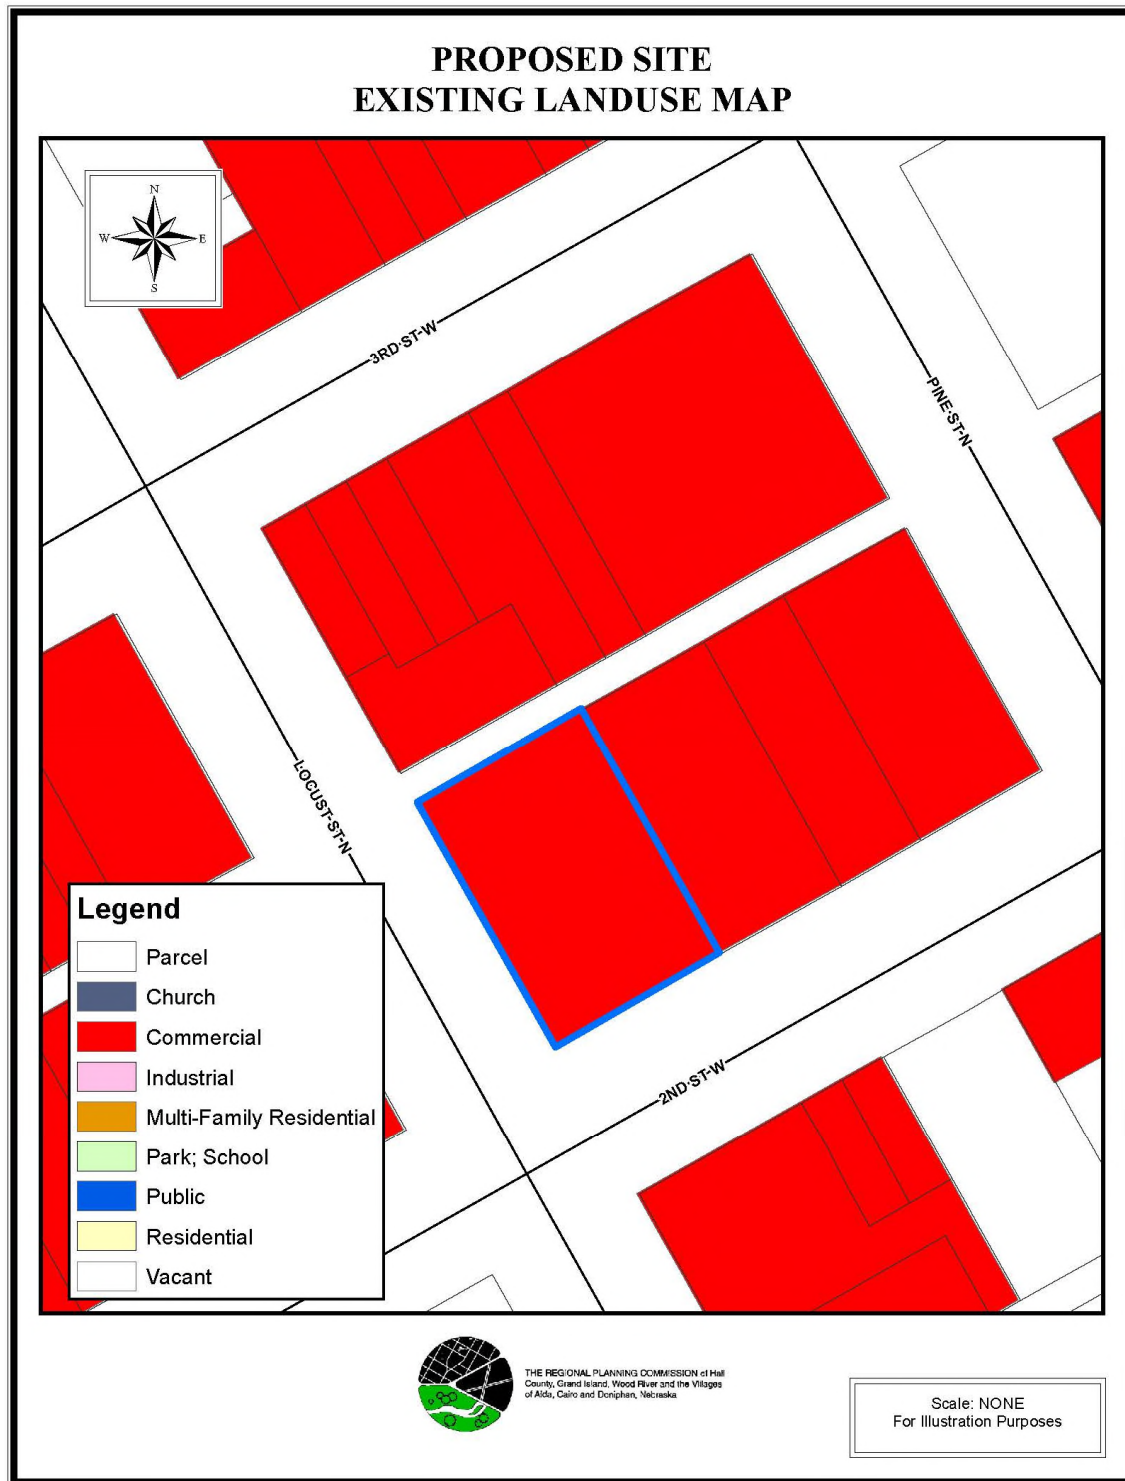 PROPOSED SITE
EXISTING LANDUSE MAP
N
W E
S
3RD ST W
PINE ST N
LOCUST ST N
2ND ST W
Legend
Parcel
Church
Commercial
Industrial
Multi-Family Residential
Park; School
Public
Residential
Vacant
THE REGIONAL PLANNING COMMISSION of Hall
County, Grand Island, Wood River and the Villages
of Alda, Cairo and Doniphan, Nebraska
Scale: NONE
For Illustration Purposes